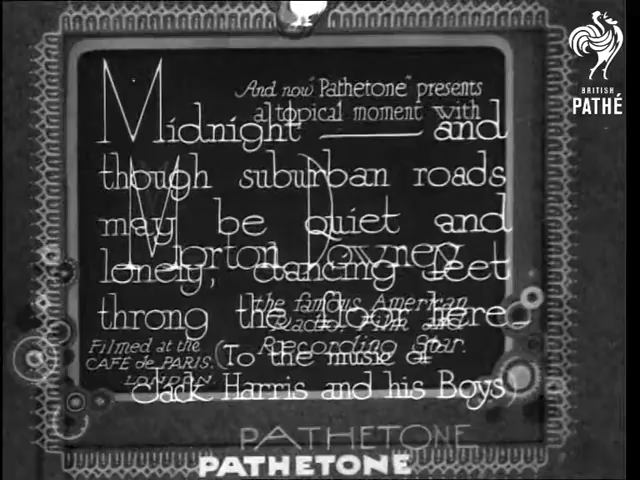 And now "Pathetone" presents
a topical moment with
Morton Downey
the famous American
Radio, Film and
Recording Star.
Filmed at the
CAFÉ de PARIS.
LONDON.
Midnight — and
though suburban roads
may be quiet and
lonely, dancing feet
throng the floor here.
(To the music of
Jack Harris and his Boys)
PATHETONE
PATHETONE
BRITISH
PATHÉ